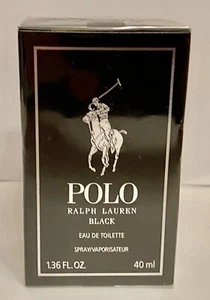 POLO
RALPH LAUREN
BLACK
EAU DE TOILETTE
SPRAY/VAPORISATEUR
1.36 FL. OZ. 40 ml